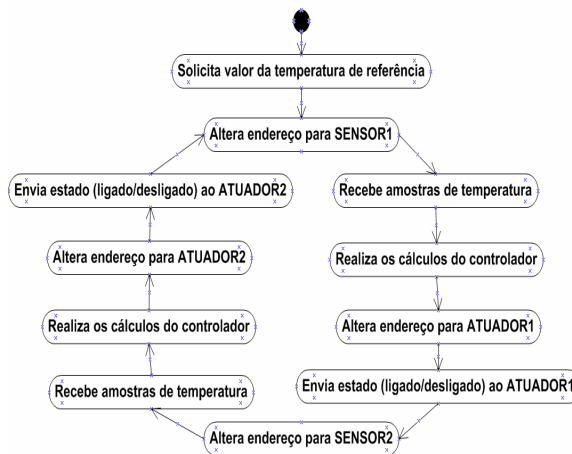 Solicita valor da temperatura de referência
Altera endereço para SENSOR1
Recebe amostras de temperatura
Realiza os cálculos do controlador
Altera endereço para ATUADOR1
Envia estado (ligado/desligado) ao ATUADOR1
Altera endereço para SENSOR2
Recebe amostras de temperatura
Realiza os cálculos do controlador
Altera endereço para ATUADOR2
Envia estado (ligado/desligado) ao ATUADOR2